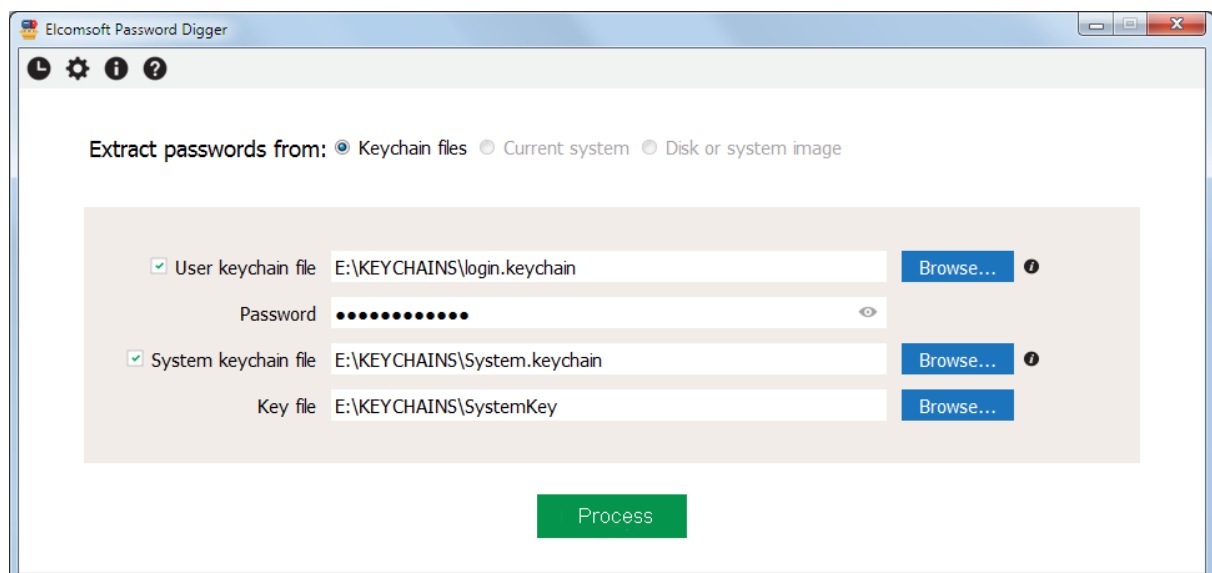 Elcomsoft Password Digger
Extract passwords from: Keychain files Current system Disk or system image
User keychain file E:\KEYCHAINS\login.keychain Browse...
Password ●●●●●●●●●●●●
System keychain file E:\KEYCHAINS\System.keychain Browse...
Key file E:\KEYCHAINS\SystemKey Browse...
Process